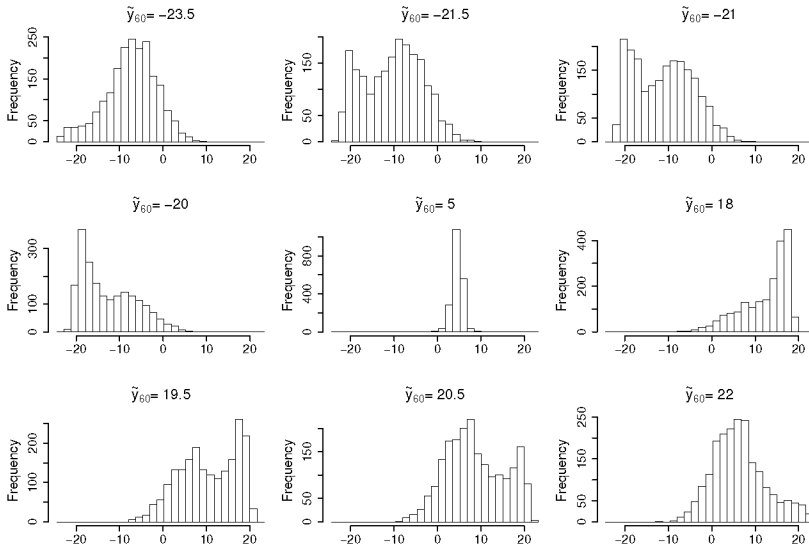 ỹ60= −23.5
ỹ60= −21.5
ỹ60= −21
Frequency
0 50 150 250
−20 −10 0 10 20
Frequency
0 50 150
−20 −10 0 10 20
Frequency
0 50 150
−20 −10 0 10 20
ỹ60= −20
ỹ60= 5
ỹ60= 18
Frequency
0 100 300
−20 −10 0 10 20
Frequency
0 400 800
−20 −10 0 10 20
Frequency
0 200 400
−20 −10 0 10 20
ỹ60= 19.5
ỹ60= 20.5
ỹ60= 22
Frequency
0 100 200
−20 −10 0 10 20
Frequency
0 50 150
−20 −10 0 10 20
Frequency
0 50 150 250
−20 −10 0 10 20